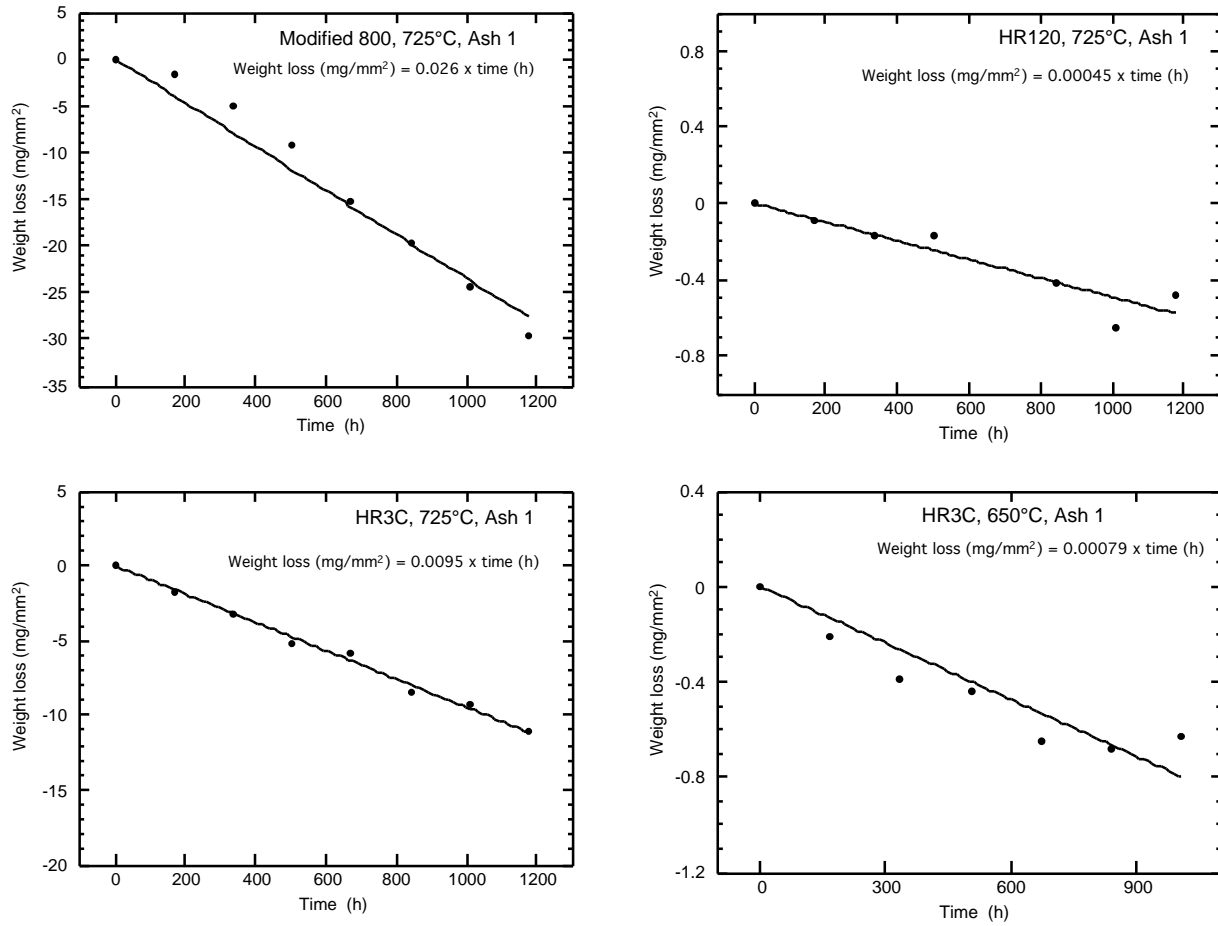 Modified 800, 725°C, Ash 1
Weight loss (mg/mm²) = 0.026 x time (h)
Weight loss (mg/mm²)
5
0
-5
-10
-15
-20
-25
-30
-35
0 200 400 600 800 1000 1200
Time (h)
HR120, 725°C, Ash 1
Weight loss (mg/mm²) = 0.00045 x time (h)
Weight loss (mg/mm²)
0.8
0.4
0
-0.4
-0.8
0 200 400 600 800 1000 1200
Time (h)
HR3C, 725°C, Ash 1
Weight loss (mg/mm²) = 0.0095 x time (h)
Weight loss (mg/mm²)
5
0
-5
-10
-15
-20
0 200 400 600 800 1000 1200
Time (h)
HR3C, 650°C, Ash 1
Weight loss (mg/mm²) = 0.00079 x time (h)
Weight loss (mg/mm²)
0.4
0
-0.4
-0.8
-1.2
0 300 600 900
Time (h)